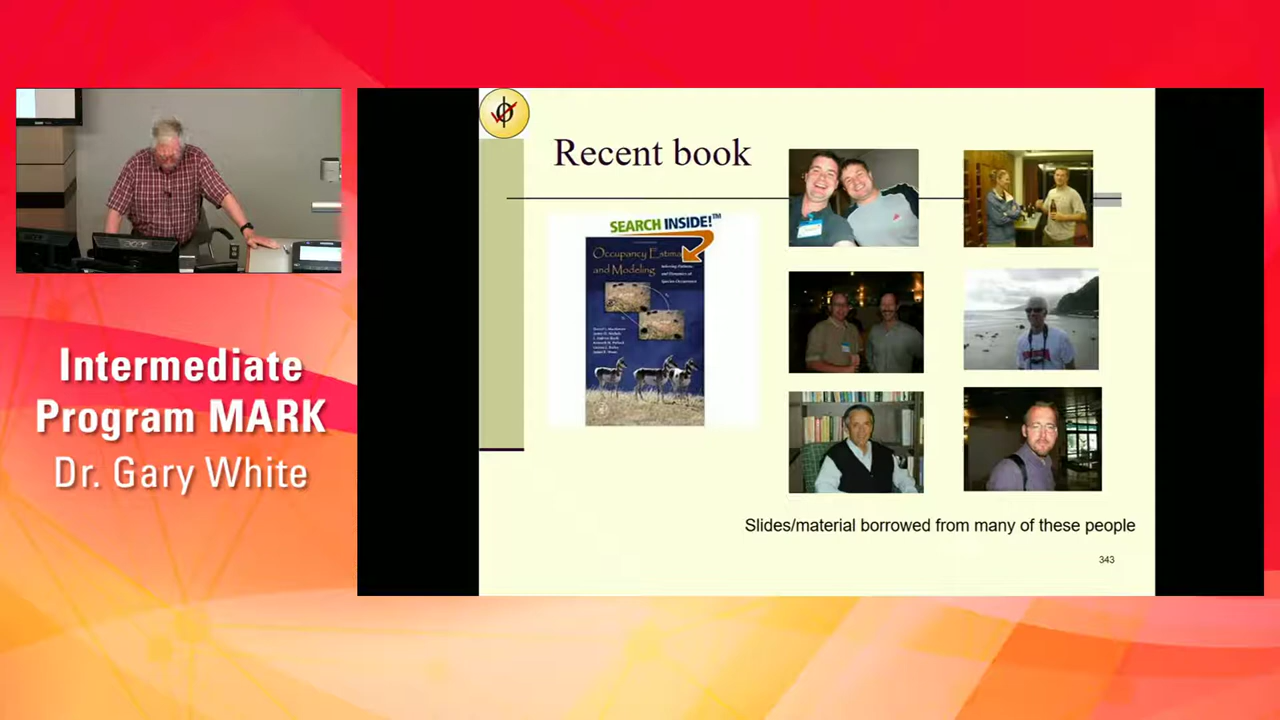 Intermediate
Program MARK
Dr. Gary White
Recent book
SEARCH INSIDE!™
Occupancy Estima
and Modeling
Slides/material borrowed from many of these people
343